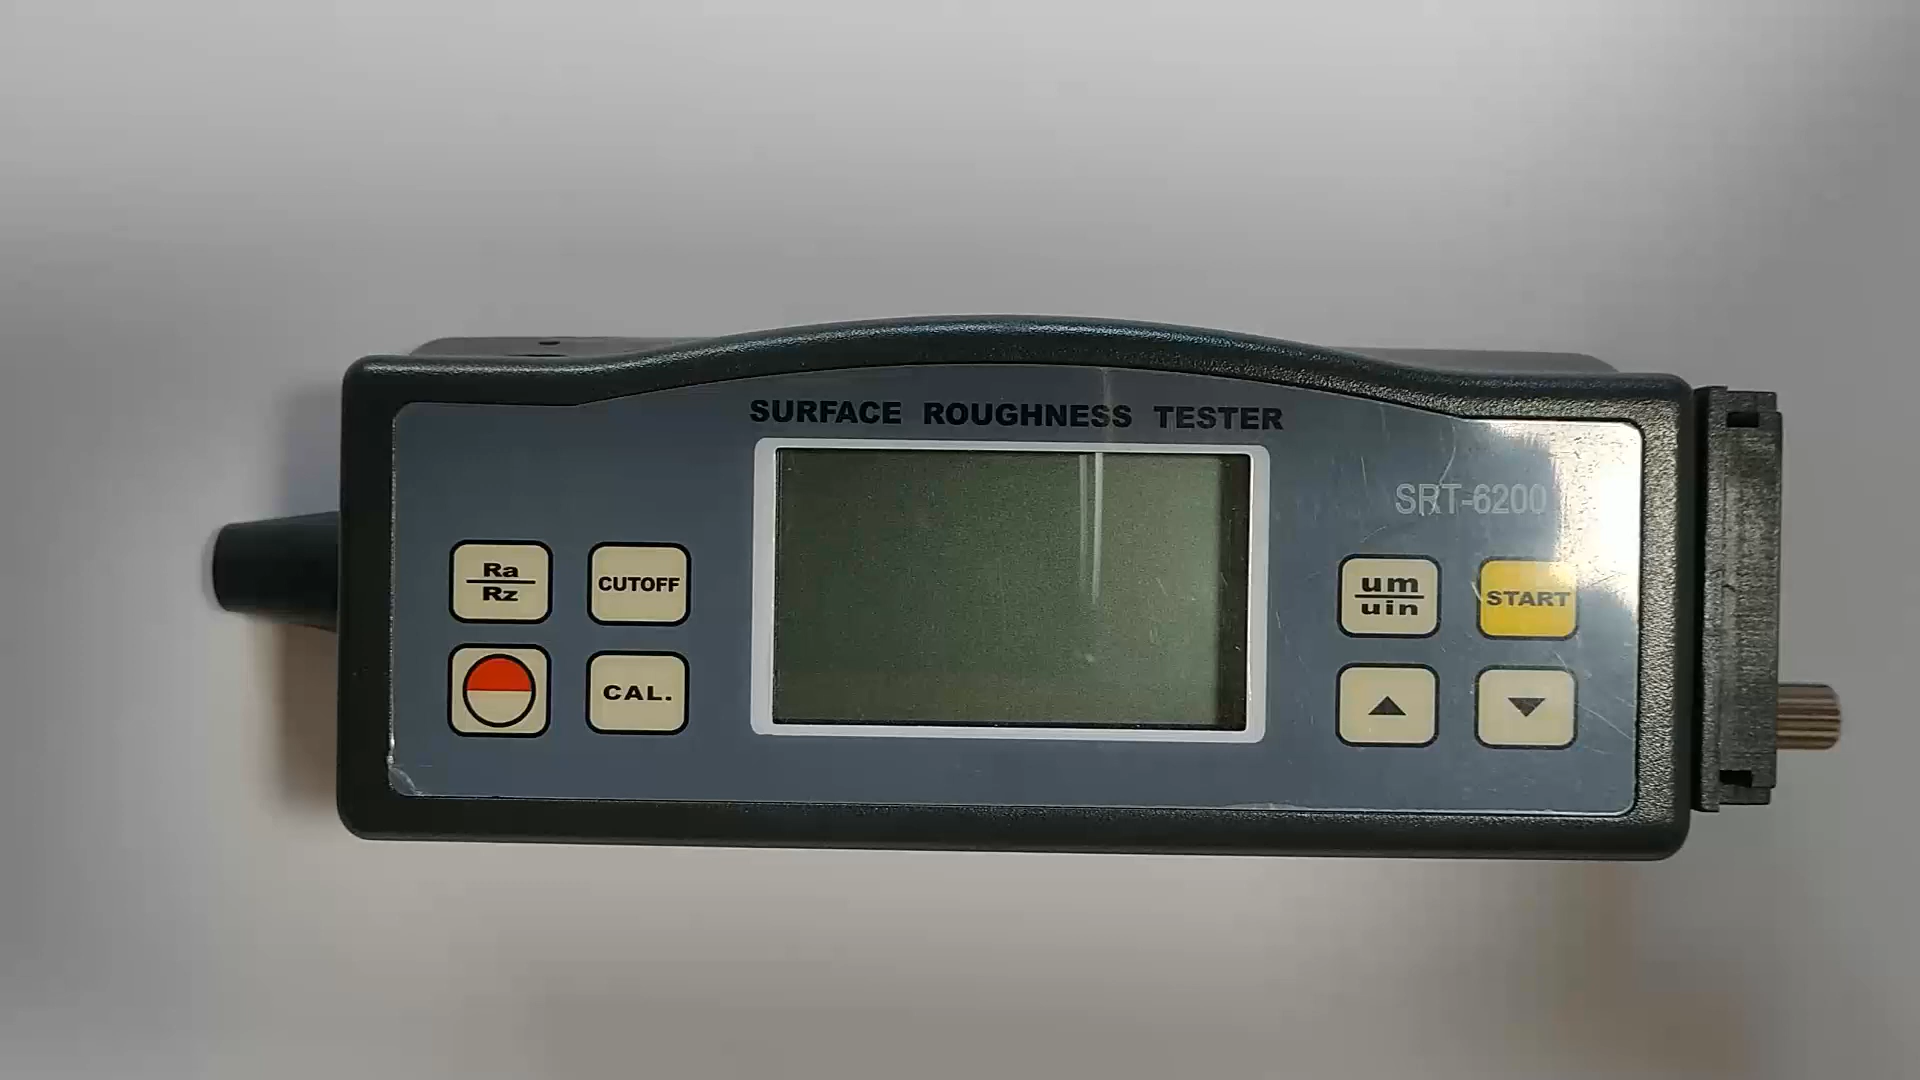 SURFACE ROUGHNESS TESTER
SRT-6200
Ra
Rz
CUTOFF
CAL.
um
uin
START